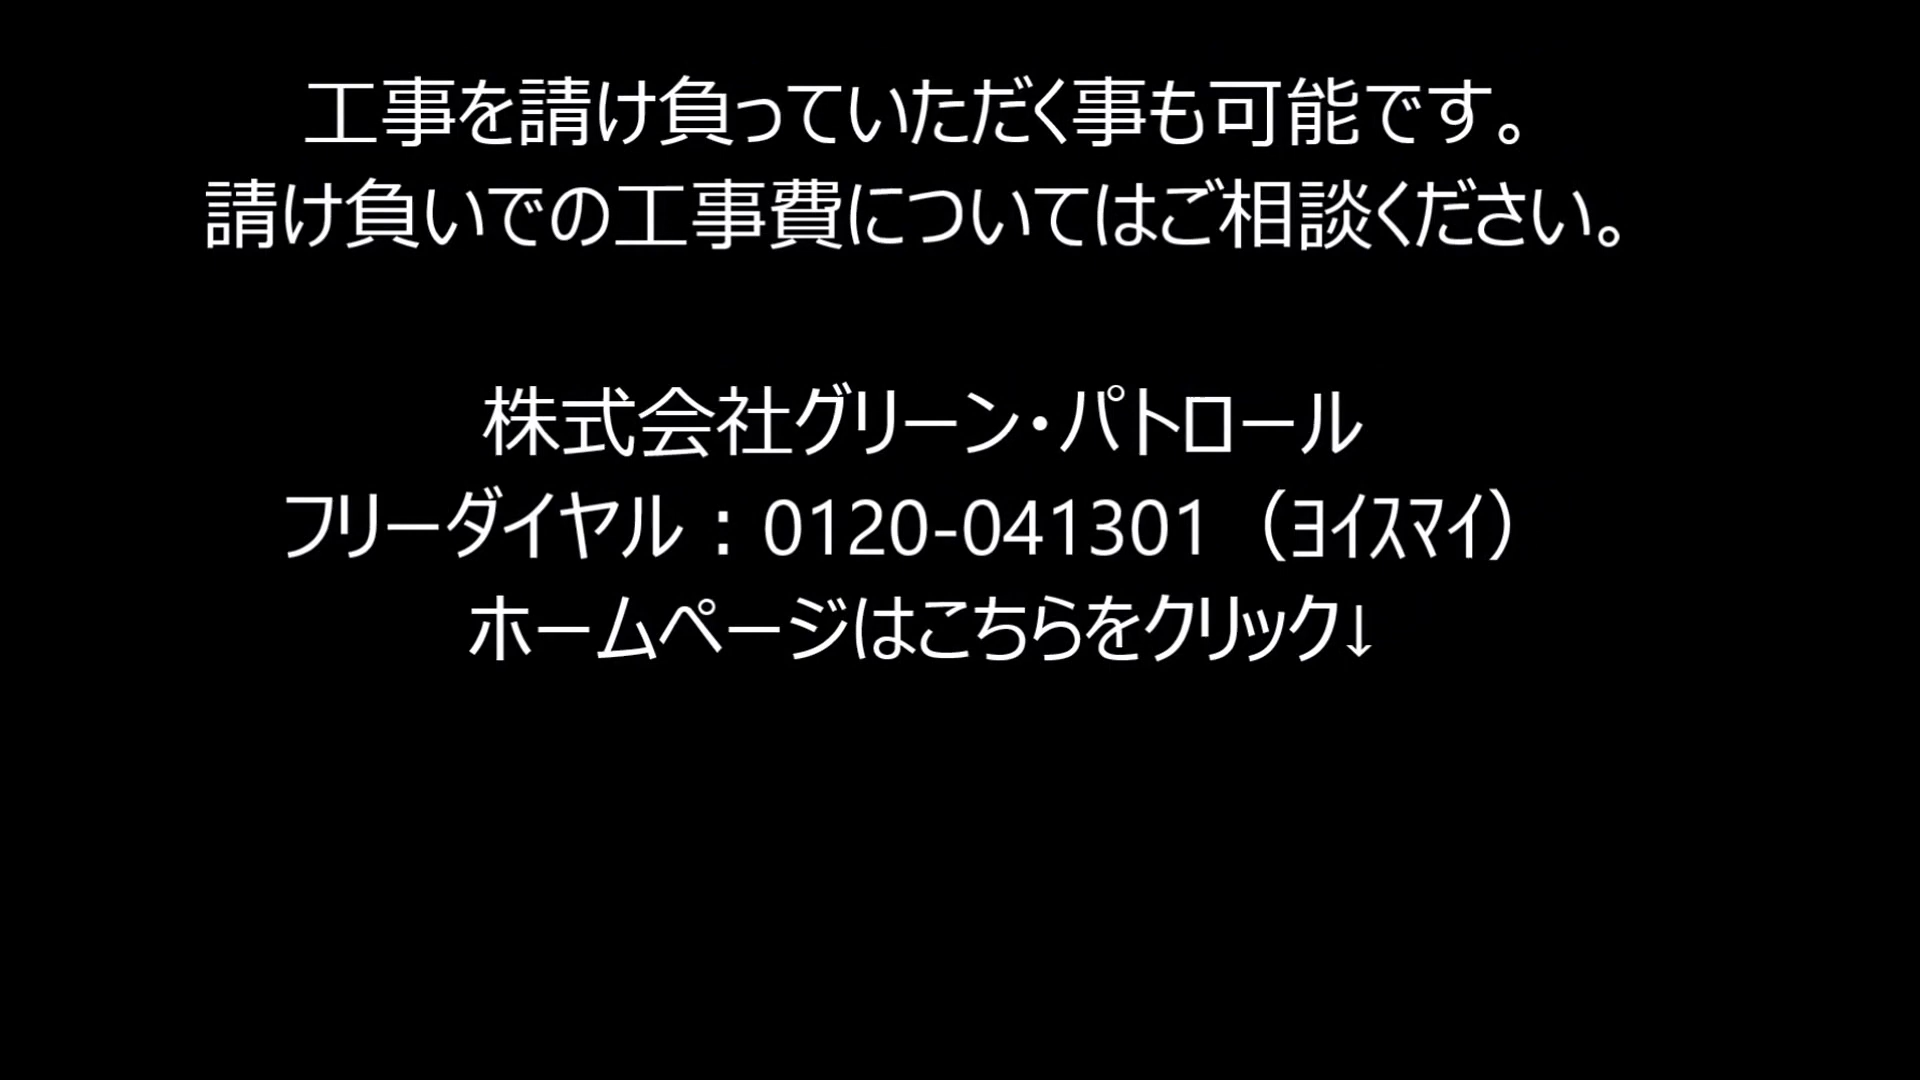 工事を請け負っていただく事も可能です。
請け負いでの工事費についてはご相談ください。
株式会社グリーン・パトロール
フリーダイヤル：0120-041301（ﾖｲｽﾏｲ）
ホームページはこちらをクリック↓